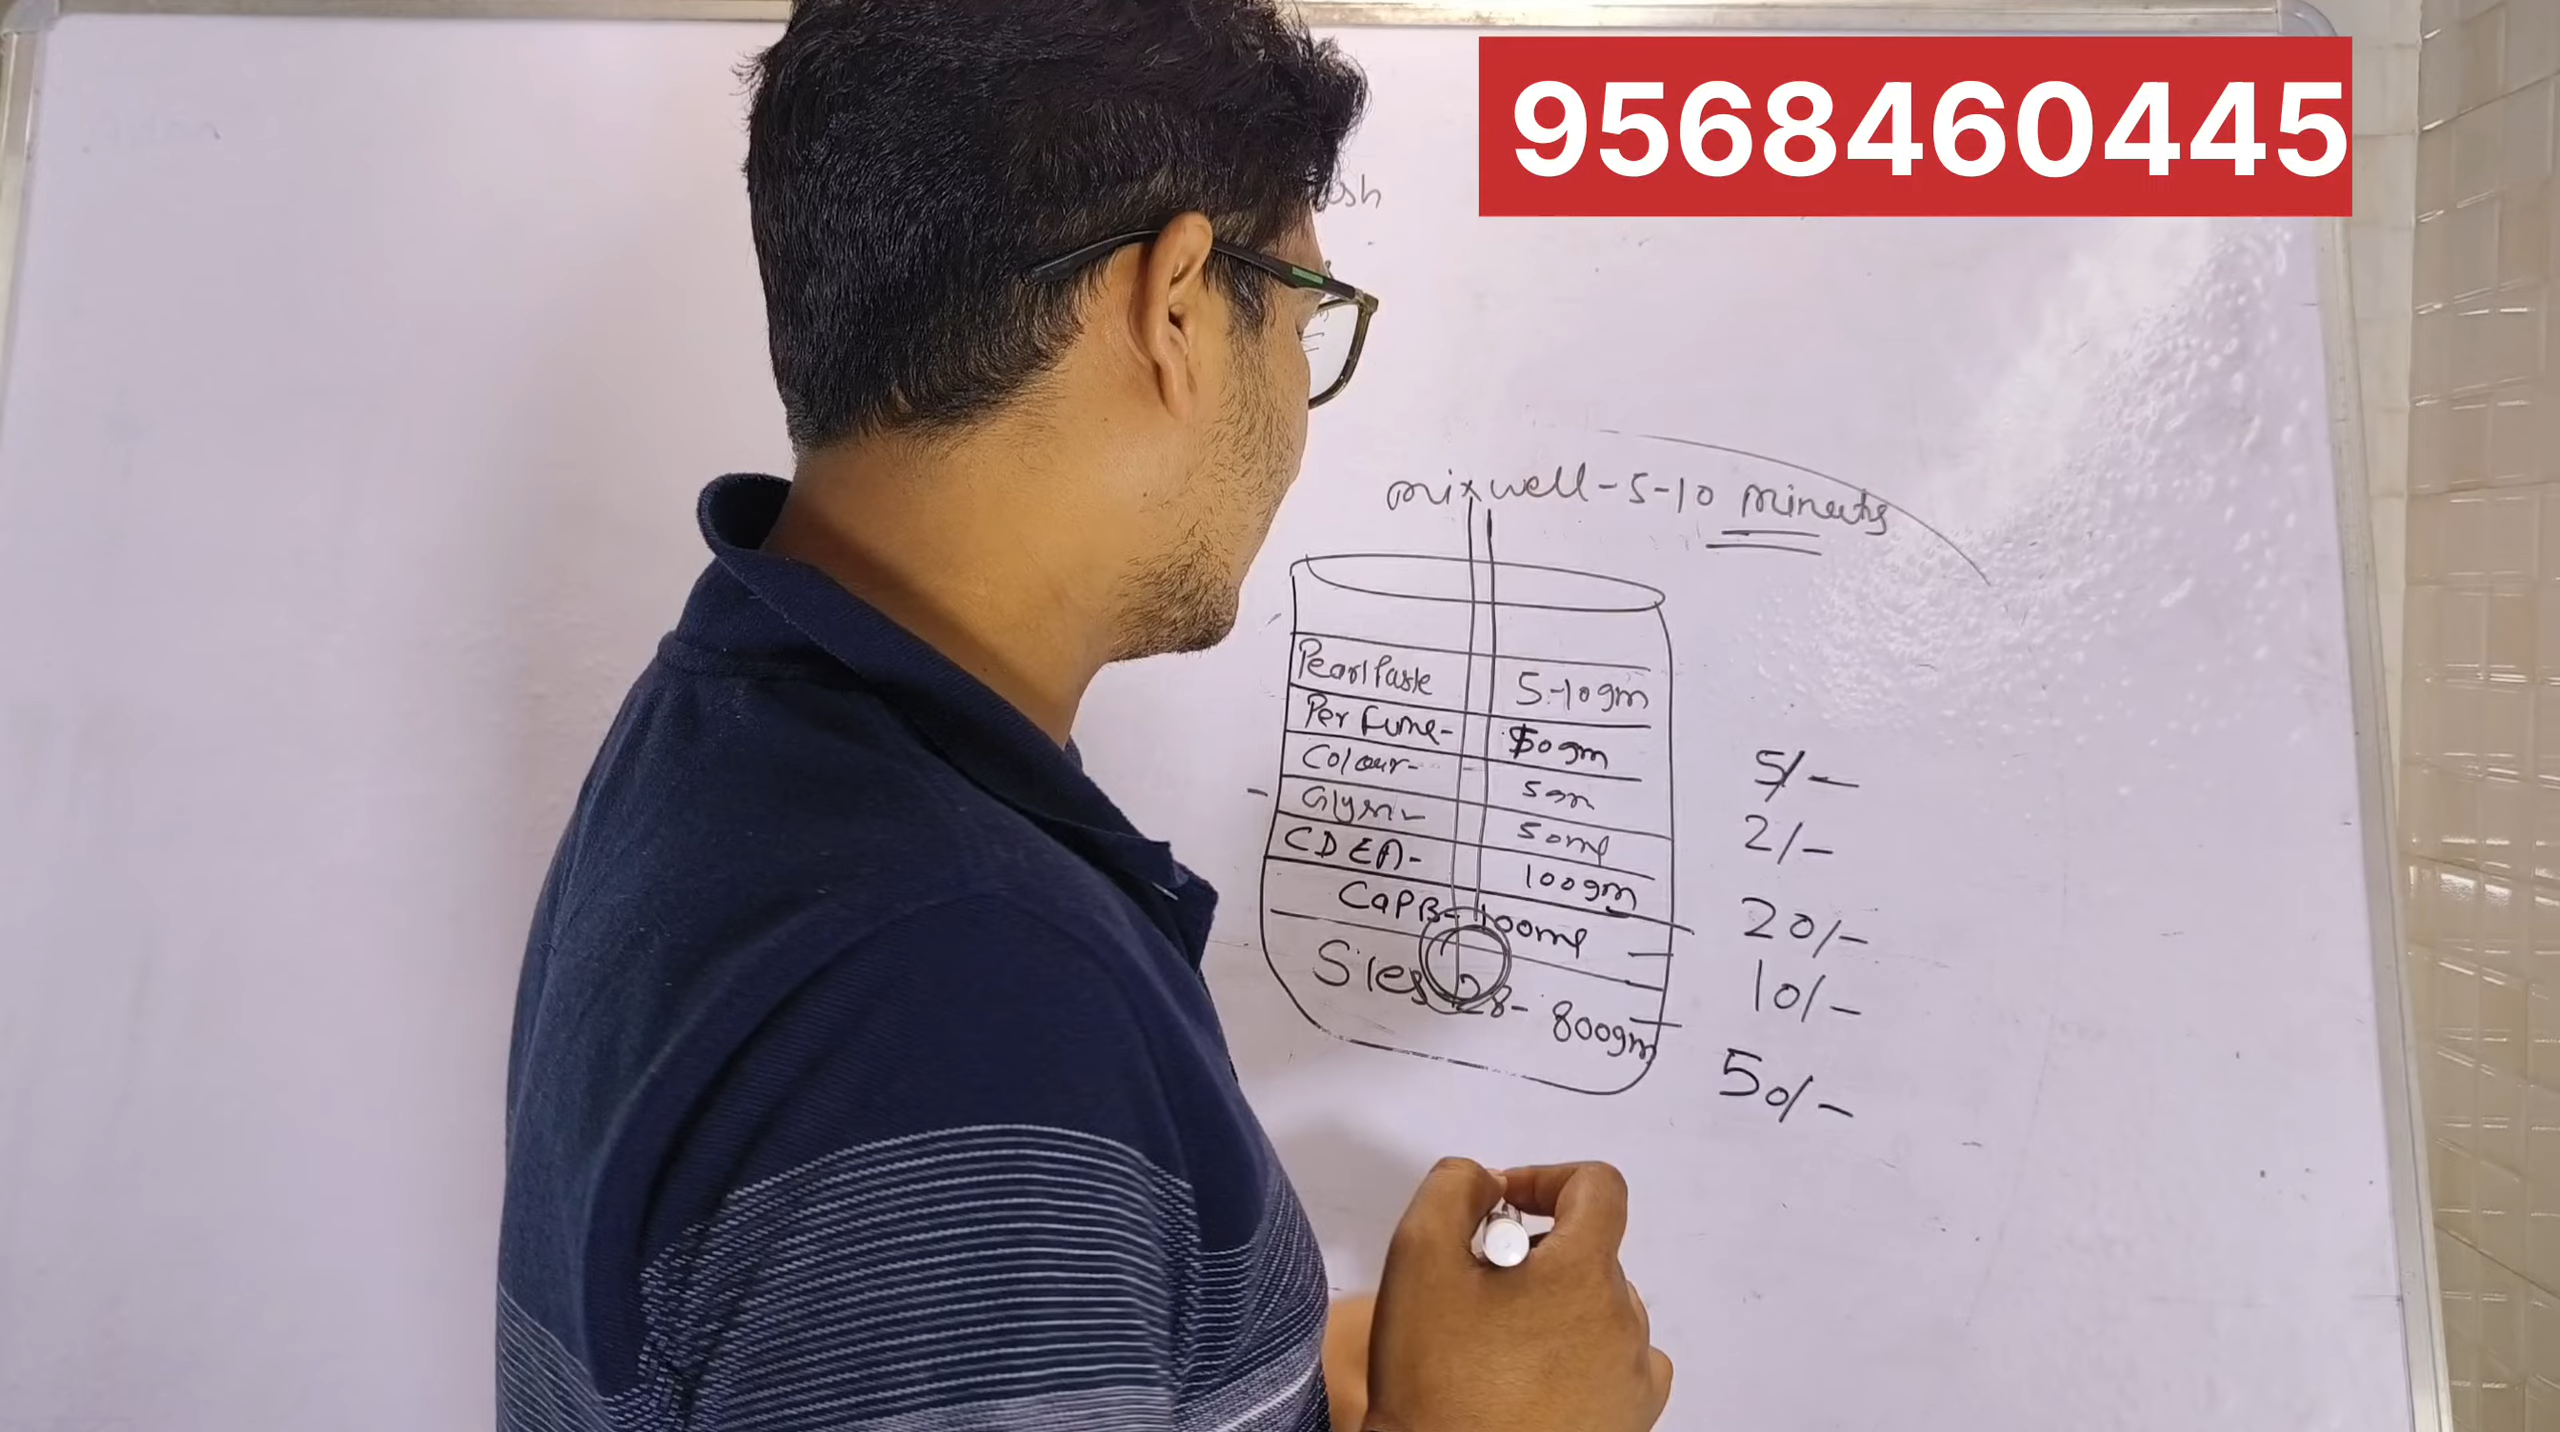 9568460445
mix well - 5-10 minuts
Pearl Paste 5-10gm
Perfume- 50gm
Colour- 5gm 5/-
Glysr- 50ml 2/-
CDEA- 100gm
CaPB- 100ml 20/-
10/-
Sles 28- 800gm
50/-